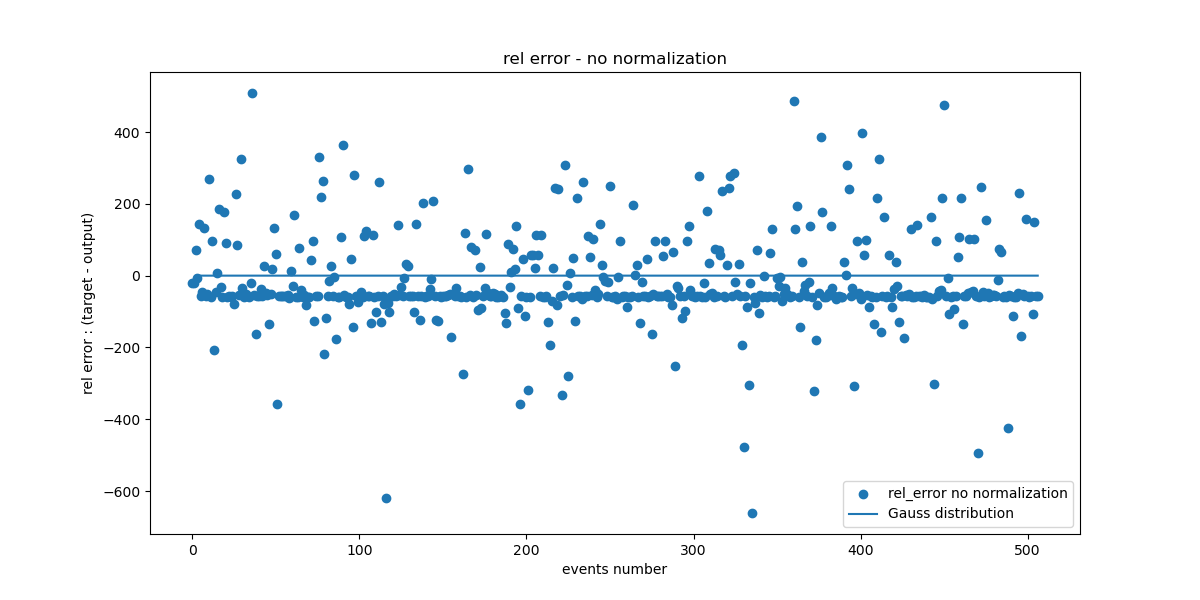 rel error - no normalization
rel error : (target - output)
400
200
0
−200
−400
−600
0 100 200 300 400 500
events number
rel_error no normalization
Gauss distribution